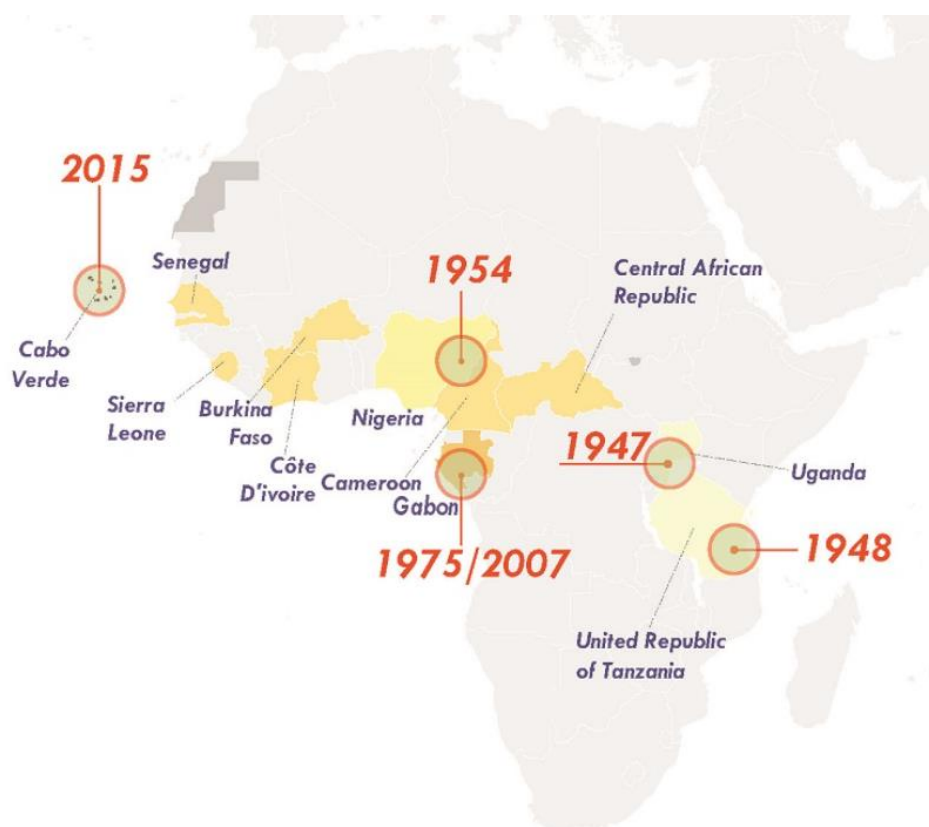 2015
Senegal
1954
Central African
Republic
Cabo
Verde
Sierra
Leone
Burkina
Faso
Côte
D'ivoire
Nigeria
Cameroon
Gabon
1947
Uganda
1975/2007
1948
United Republic
of Tanzania